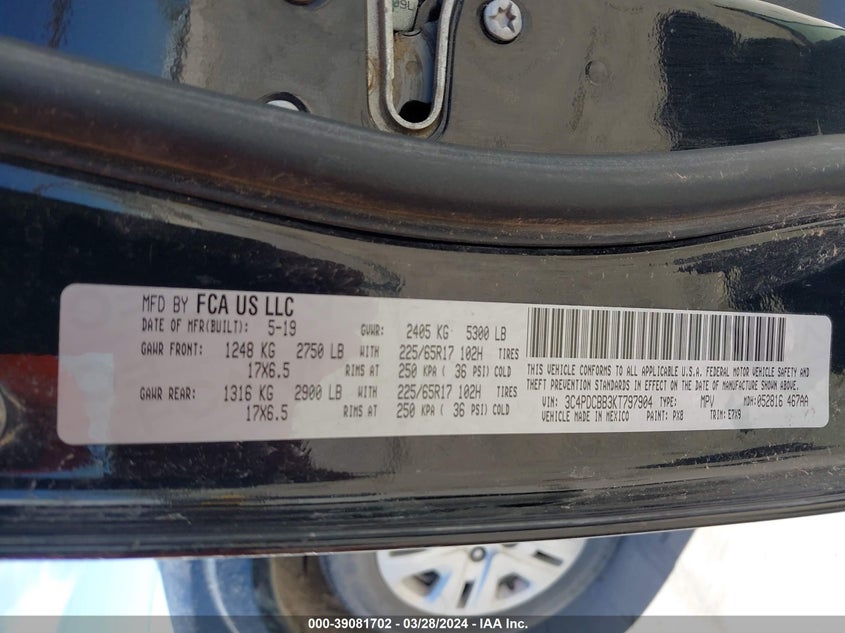 MFD BY FCA US LLC
DATE OF MFR(BUILT): 5-19 GVWR: 2405 KG 5300 LB
GAWR FRONT: 1248 KG 2750 LB WITH 225/65R17 102H TIRES
17X6.5 RIMS AT 250 KPA ( 36 PSI) COLD
GAWR REAR: 1316 KG 2900 LB WITH 225/65R17 102H TIRES
17X6.5 RIMS AT 250 KPA ( 36 PSI) COLD
THIS VEHICLE CONFORMS TO ALL APPLICABLE U.S.A. FEDERAL MOTOR VEHICLE SAFETY AND
THEFT PREVENTION STANDARDS IN EFFECT ON THE DATE OF MANUFACTURE SHOWN ABOVE.
VIN: 3C4PDCBB3KT797904 TYPE: MPV MDH: 052816 467AA
VEHICLE MADE IN MEXICO PAINT: PX8 TRIM: E7X9
WWW.IAAI.COM - #ORDER: 000-39081702 - 03/28/2024 - IAA Inc.